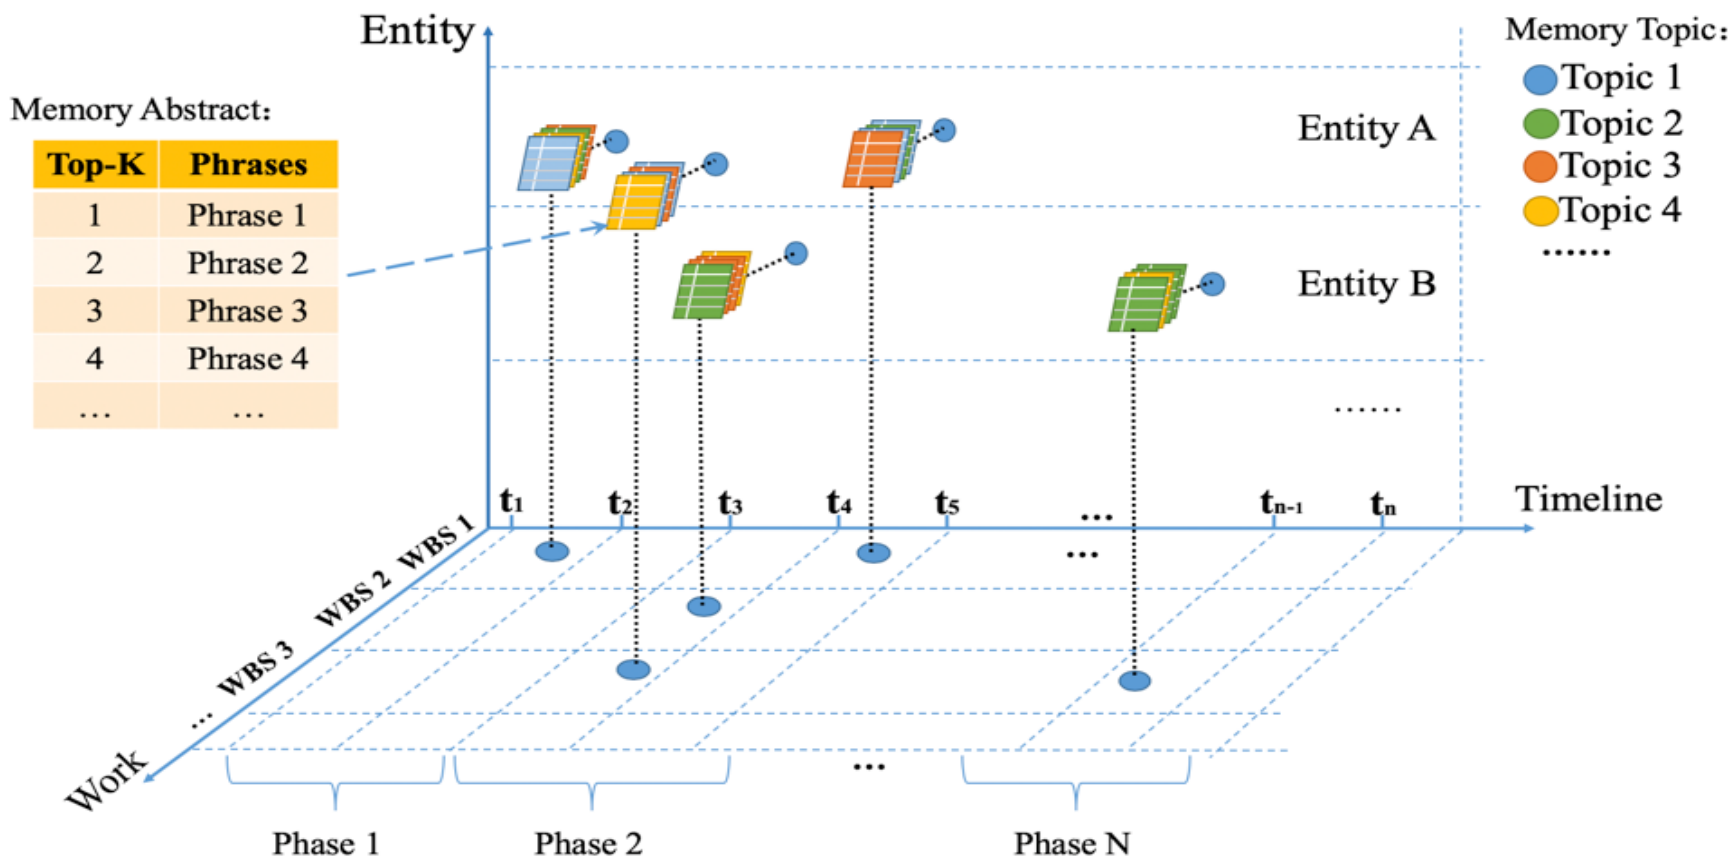 Entity
Memory Topic：
Topic 1
Topic 2
Topic 3
Topic 4
......
Memory Abstract：
Top-K Phrases
1 Phrase 1
2 Phrase 2
3 Phrase 3
4 Phrase 4
... ...
Entity A
Entity B
......
t1 t2 t3 t4 t5 ... tn-1 tn
Timeline
...
WBS 1
WBS 2
WBS 3
...
Work
...
Phase 1 Phase 2 Phase N